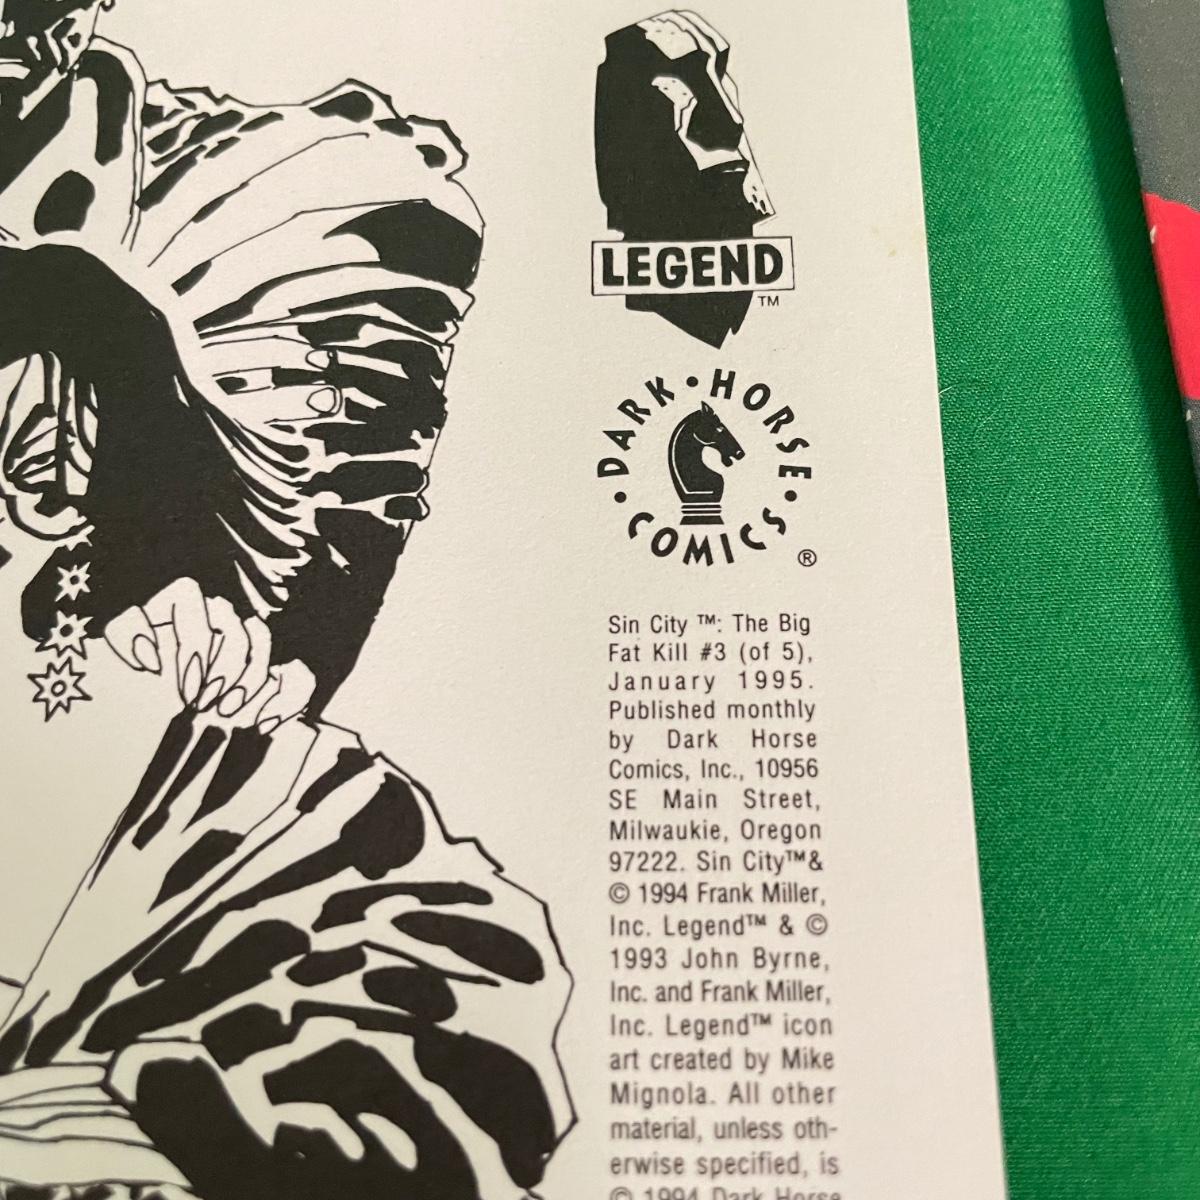 LEGEND
TM
DARK • HORSE
• COMICS •
®
Sin City ™: The Big
Fat Kill #3 (of 5),
January 1995.
Published monthly
by Dark Horse
Comics, Inc., 10956
SE Main Street,
Milwaukie, Oregon
97222. Sin City™&
© 1994 Frank Miller,
Inc. Legend™ & ©
1993 John Byrne,
Inc. and Frank Miller,
Inc. Legend™ icon
art created by Mike
Mignola. All other
material, unless oth-
erwise specified, is
© 1994 Dark Horse